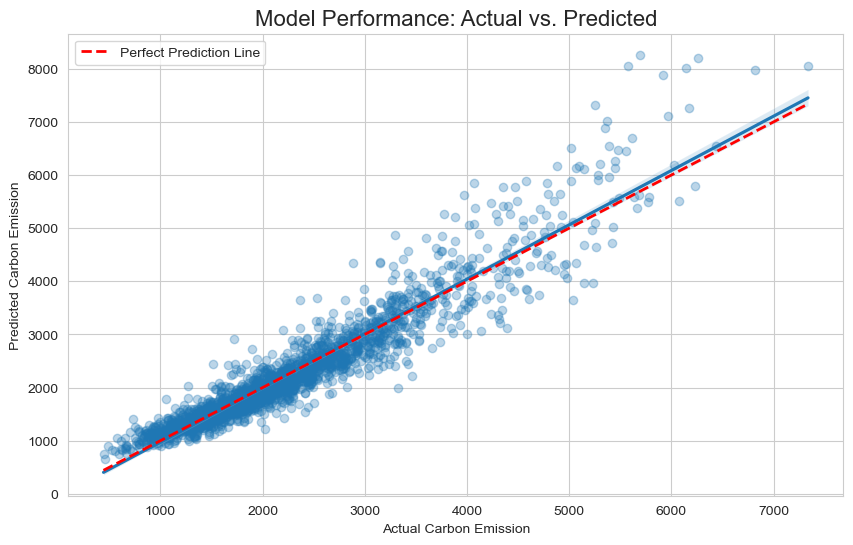 Model Performance: Actual vs. Predicted
Perfect Prediction Line
8000
7000
6000
5000
4000
3000
2000
1000
0
Predicted Carbon Emission
1000 2000 3000 4000 5000 6000 7000
Actual Carbon Emission